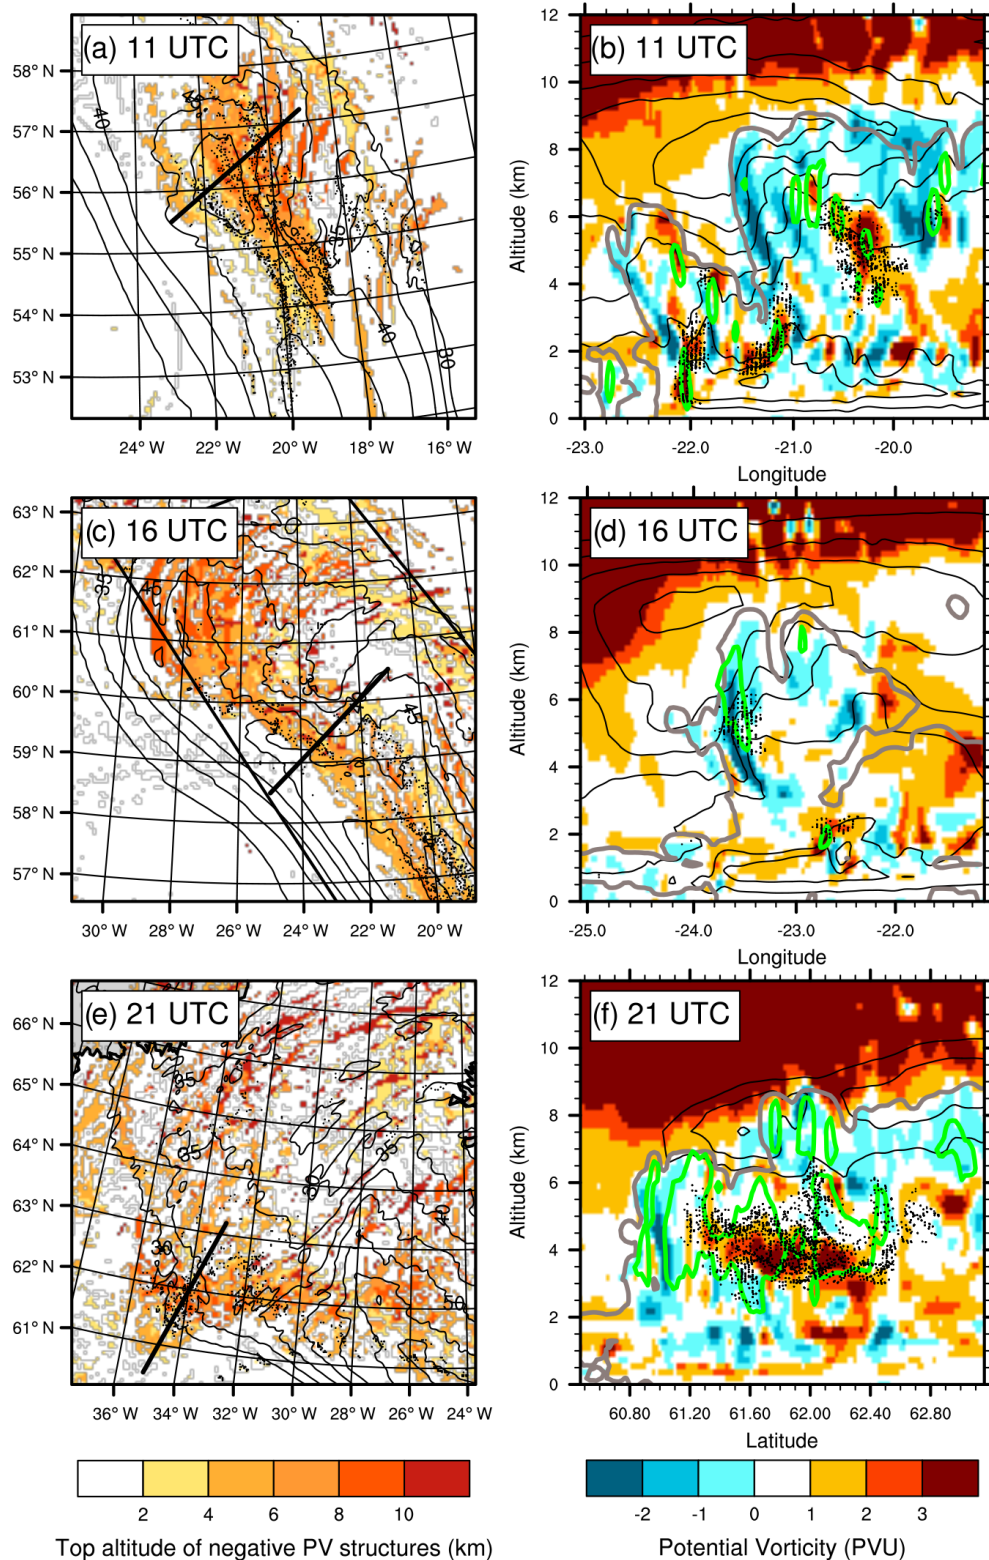 (a) 11 UTC
58° N
57° N
56° N
55° N
54° N
53° N
40
45
55
40
30
24° W 22° W 20° W 18° W 16° W
(b) 11 UTC
12
10
8
6
4
2
0
Altitude (km)
-23.0 -22.0 -21.0 -20.0
Longitude
(c) 16 UTC
63° N
62° N
61° N
60° N
59° N
58° N
57° N
35
45
35
45
30° W 28° W 26° W 24° W 22° W 20° W
(d) 16 UTC
12
10
8
6
4
2
0
Altitude (km)
-25.0 -24.0 -23.0 -22.0
Longitude
(e) 21 UTC
66° N
65° N
64° N
63° N
62° N
61° N
35
35
30
40
30
50
36° W 34° W 32° W 30° W 28° W 26° W 24° W
(f) 21 UTC
12
10
8
6
4
2
0
Altitude (km)
60.80 61.20 61.60 62.00 62.40 62.80
Latitude
2 4 6 8 10
Top altitude of negative PV structures (km)
-2 -1 0 1 2 3
Potential Vorticity (PVU)